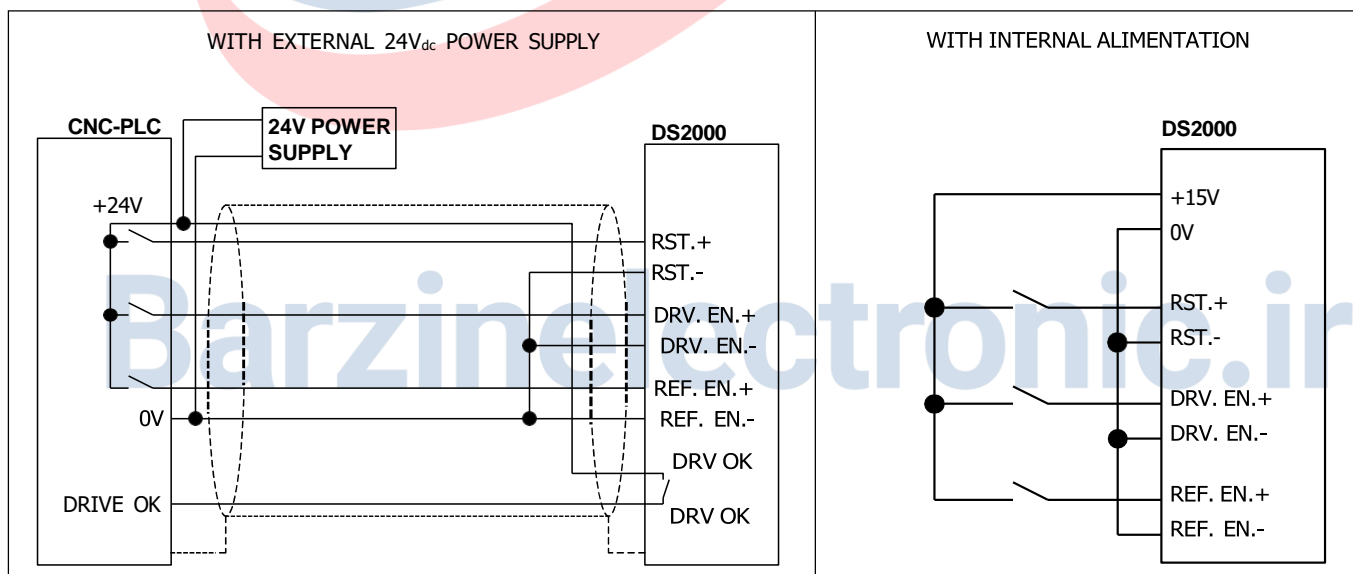 WITH EXTERNAL 24Vdc POWER SUPPLY
CNC-PLC
24V POWER
SUPPLY
DS2000
+24V
RST.+
RST.-
DRV. EN.+
DRV. EN.-
REF. EN.+
0V
REF. EN.-
DRV OK
DRIVE OK
DRV OK
WITH INTERNAL ALIMENTATION
DS2000
+15V
0V
RST.+
RST.-
DRV. EN.+
DRV. EN.-
REF. EN.+
REF. EN.-
Barzinelectronic.ir